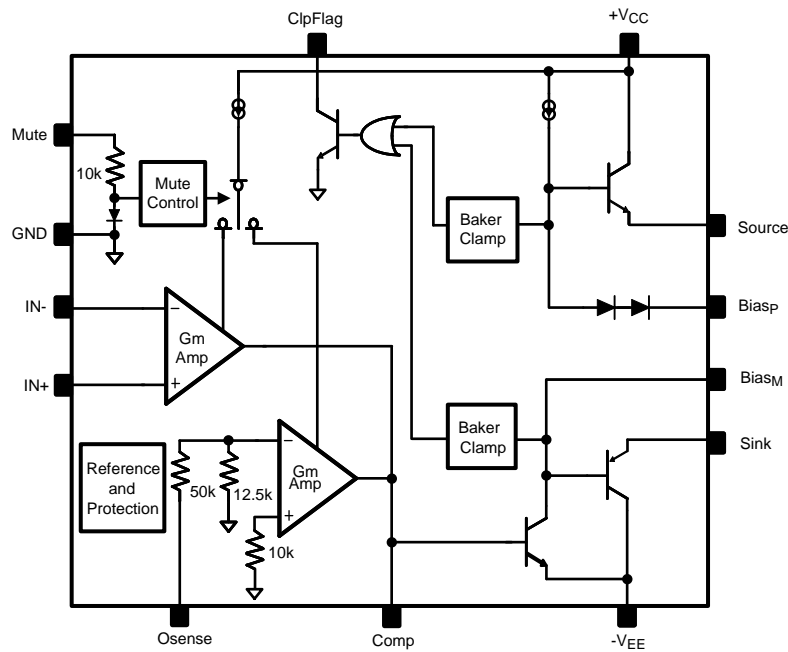 ClpFlag
+VCC
Mute
10k
Mute
Control
GND
Baker
Clamp
Source
IN-
−
Gm
Amp
+
BiasP
IN+
BiasM
Baker
Clamp
Sink
Reference
and
Protection
50k
12.5k
−
Gm
Amp
+
10k
Osense
Comp
-VEE